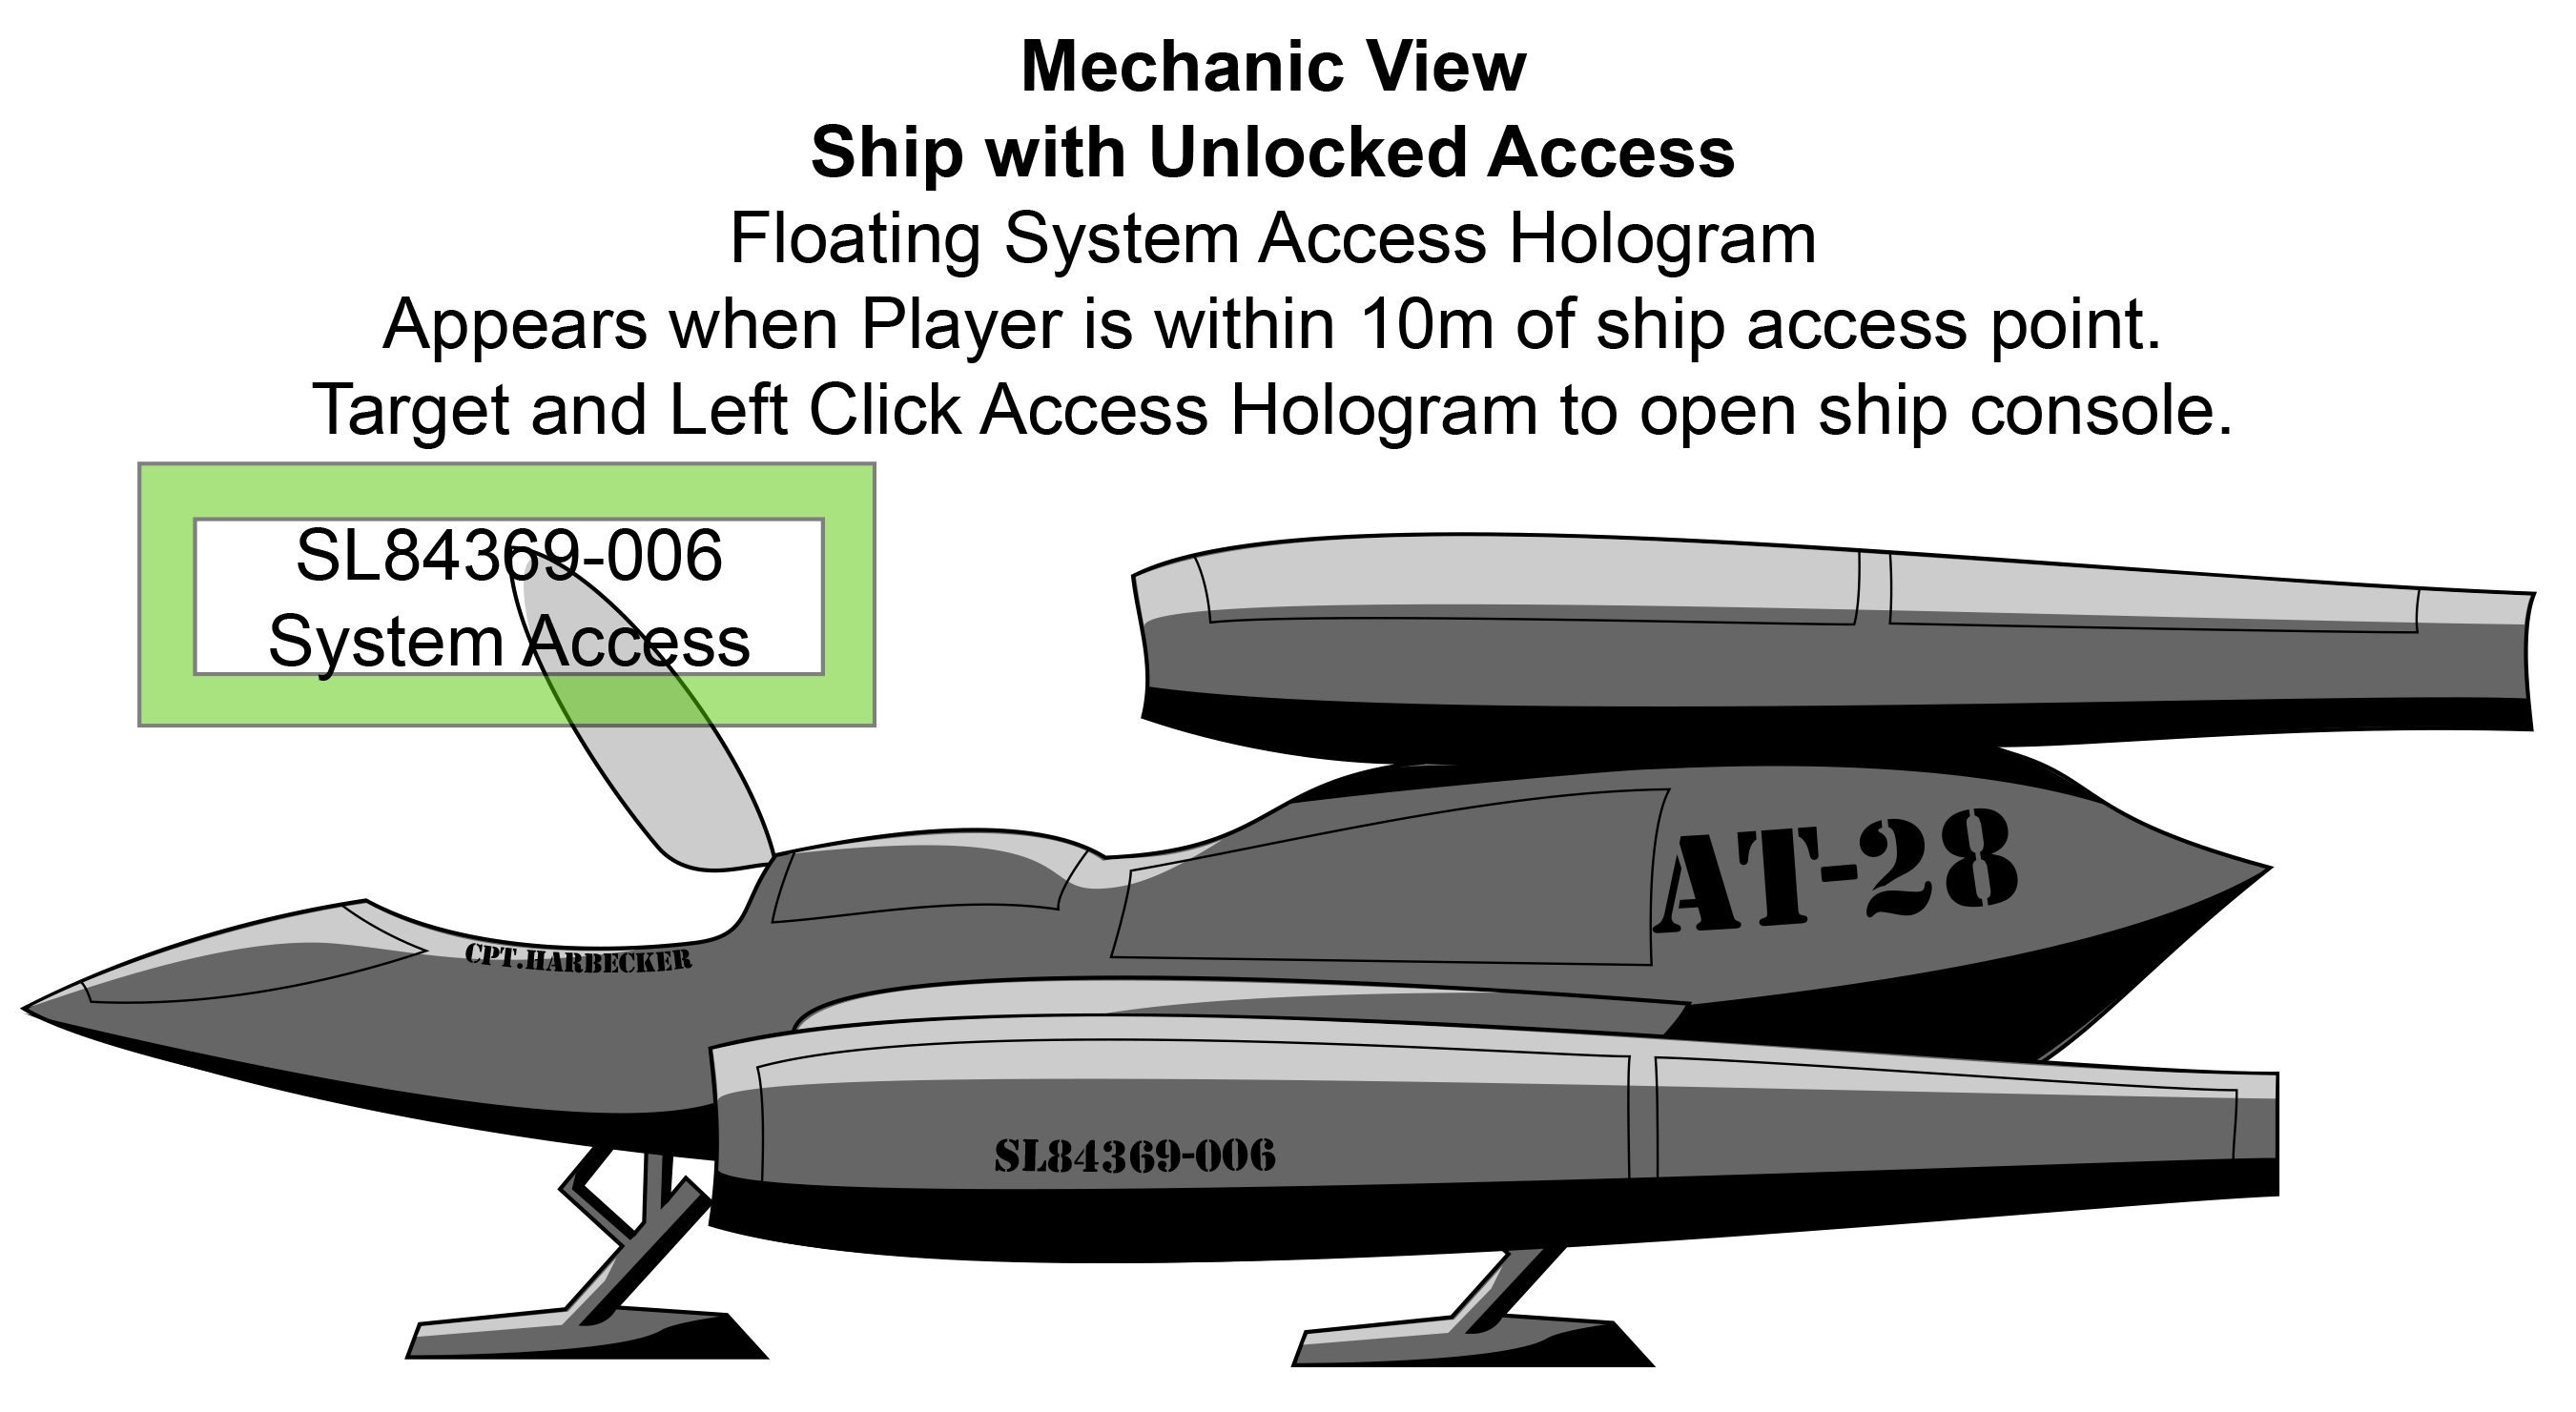 Mechanic View
Ship with Unlocked Access
Floating System Access Hologram
Appears when Player is within 10m of ship access point.
Target and Left Click Access Hologram to open ship console.
SL84369-006
System Access
AT-28
CPT.HARBECKER
SL84369-006